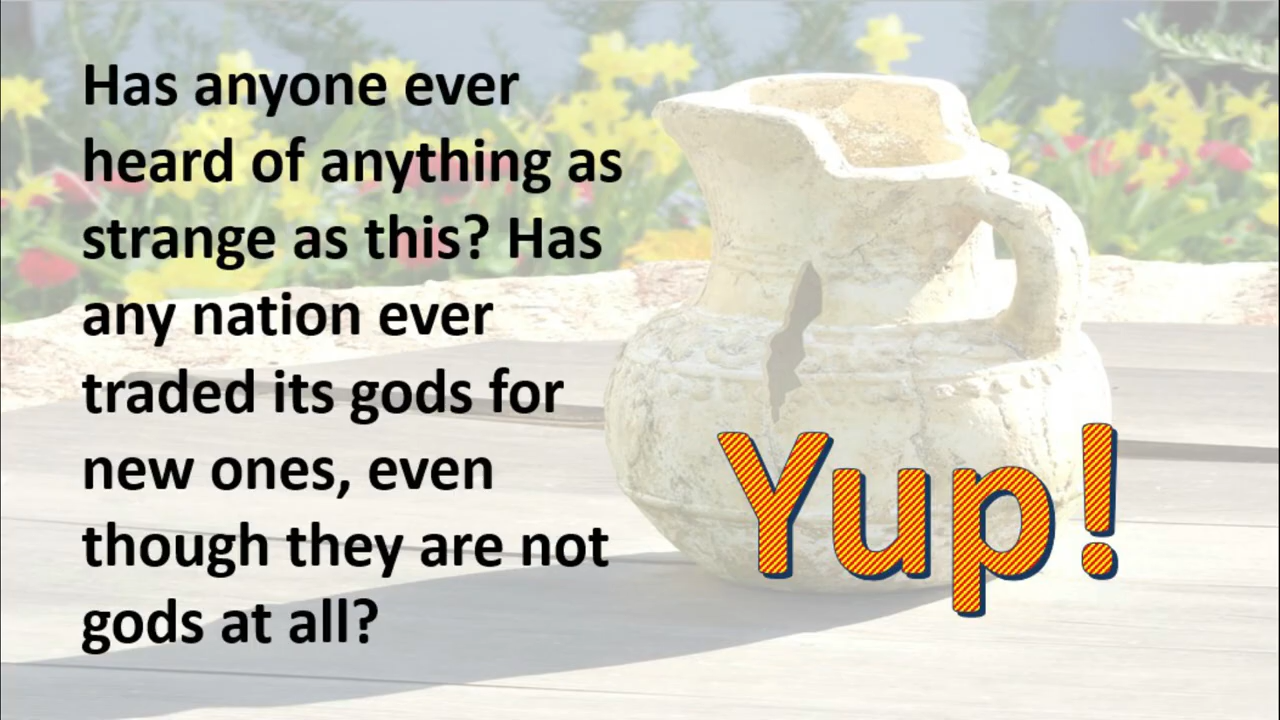 Has anyone ever
heard of anything as
strange as this? Has
any nation ever
traded its gods for
new ones, even
though they are not
gods at all?
Yup!